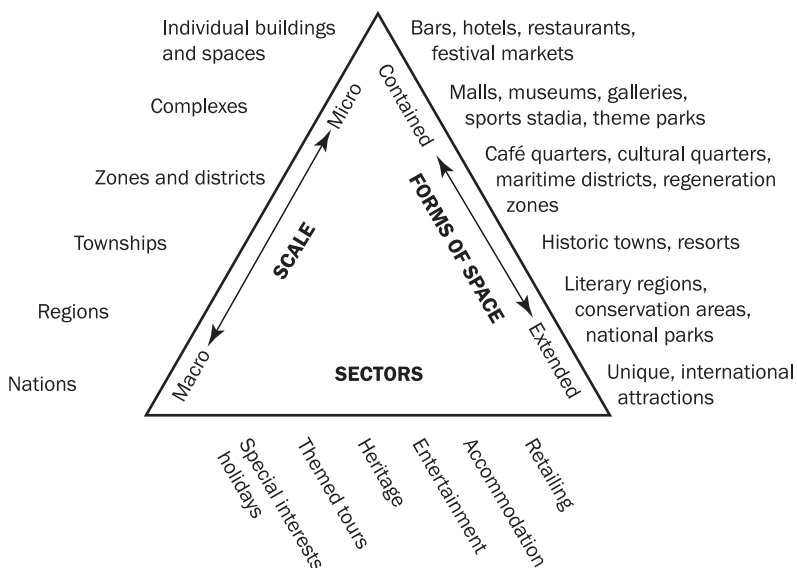 Individual buildings
and spaces
Bars, hotels, restaurants,
festival markets
Complexes
Micro
Contained
Malls, museums, galleries,
sports stadia, theme parks
Zones and districts
Café quarters, cultural quarters,
maritime districts, regeneration
zones
SCALE
FORMS OF SPACE
Townships
Historic towns, resorts
Regions
Literary regions,
conservation areas,
national parks
Nations
Macro
SECTORS
Extended
Unique, international
attractions
Special interests
holidays
Themed tours
Heritage
Entertainment
Accommodation
Retailing